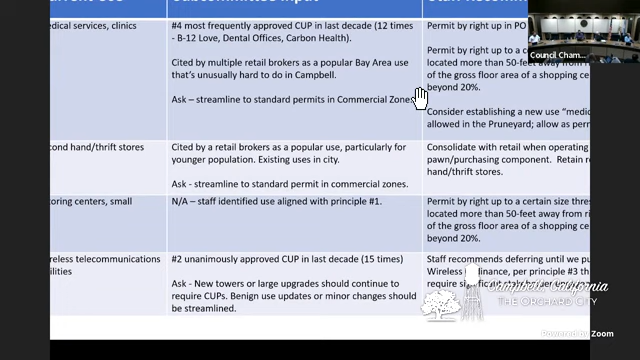 edical services, clinics
#4 most frequently approved CUP in last decade (12 times
- B-12 Love, Dental Offices, Carbon Health).
Cited by multiple retail brokers as a popular Bay Area use
that's unusually hard to do in Campbell.
Ask – streamline to standard permits in Commercial Zones
Permit by right up in PO
Permit by right up to a c
located more than 50-feet away from ri
of the gross floor area of a shopping ce
beyond 20%.
Consider establishing a new use "medic
allowed in the Pruneyard; allow as perm
Council Cham...
cond hand/thrift stores
Cited by a retail brokers as a popular use, particularly for
younger population. Existing uses in city.
Ask - streamline to standard permit in commercial zones.
Consolidate with retail when operating
pawn/purchasing component. Retain r
hand/thrift stores.
toring centers, small
N/A – staff identified use aligned with principle #1.
Permit by right up to a certain size thres
located more than 50-feet away from ri
of the gross floor area of a shopping ce
beyond 20%.
ireless telecommunications
ilities
#2 unanimously approved CUP in last decade (15 times)
Ask - New towers or large upgrades should continue to
require CUPs. Benign use updates or minor changes should
be streamlined.
Staff recommends deferring until we pu
Wireless dinance, per principle #3 th
require
Campbell, California
THE ORCHARD CITY
Powered by Zoom